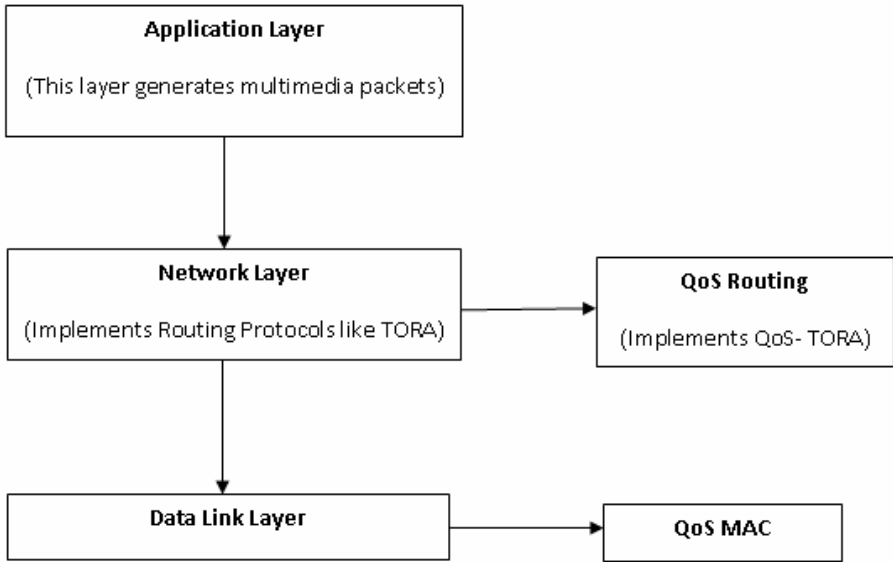 Application Layer
(This layer generates multimedia packets)
Network Layer
(Implements Routing Protocols like TORA)
QoS Routing
(Implements QoS- TORA)
Data Link Layer
QoS MAC